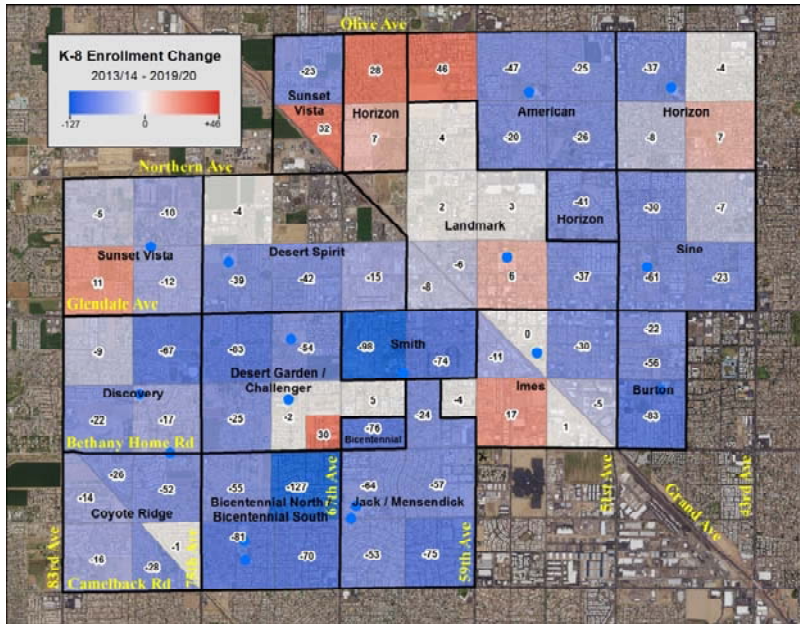 Olive Ave
K-8 Enrollment Change
2013/14 - 2019/20
-127 0 +46
-23 28 46 -47 -25 -37 -4
Sunset
Vista
Horizon
American
Horizon
32 7 4 -20 -26 -8 7
Northern Ave
-5 -10 -4 2 3 -41 -30 -7
Landmark
Horizon
Sunset Vista
Desert Spirit
Sine
11 -12 -39 -42 -15 -8 -6 6 -37 -61 -23
Glendale Ave
-9 -67 -83 -54 -98 -74 -11 0 -30 -22
Smith
-56
Desert Garden /
Challenger
Discovery
Imes
Burton
-22 -17 -25 -2 5 -24 -4 17 1 -5 -83
30 -76
Bicentennial
Bethany Home Rd
-26 -14 -52 -55 -127 -64 -57
67th Ave
51st Ave
43rd Ave
Grand Ave
Coyote Ridge
Bicentennial North /
Bicentennial South
Jack / Mensendick
-16 -28 -1 -81 -70 -53 -75
83rd Ave
75th Ave
59th Ave
Camelback Rd